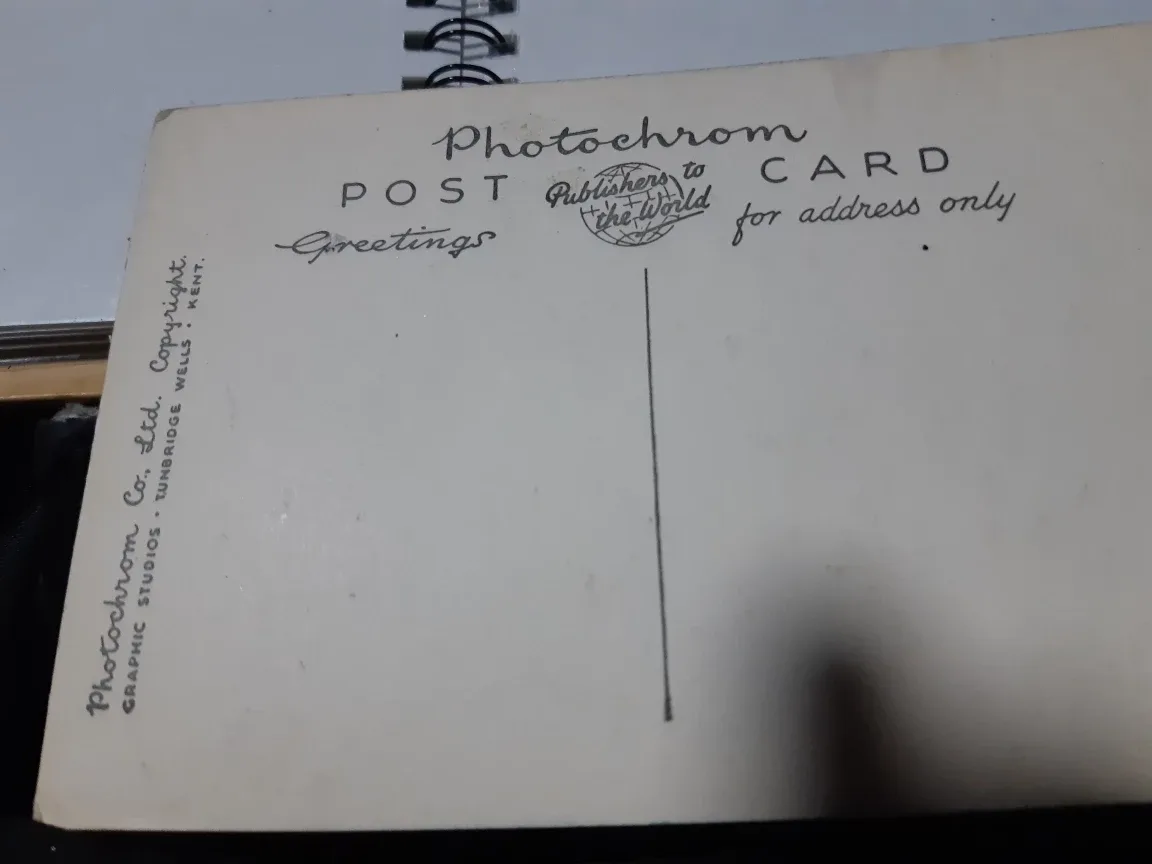 Photochrom
POST CARD
Publishers to
the World
Greetings
for address only
Photochrom Co., Ltd. Copyright.
GRAPHIC STUDIOS · TUNBRIDGE WELLS : KENT.